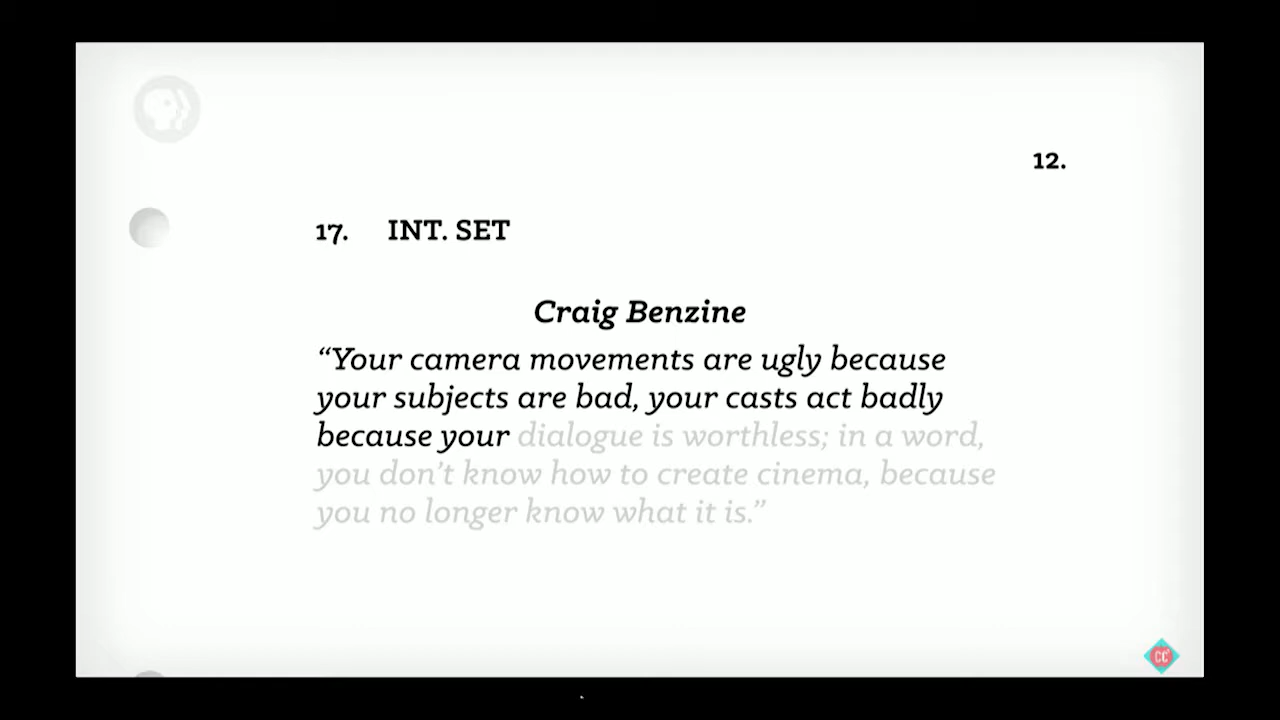 12.
17. INT. SET
Craig Benzine
“Your camera movements are ugly because
your subjects are bad, your casts act badly
because your dialogue is worthless; in a word,
you don’t know how to create cinema, because
you no longer know what it is.”
CC